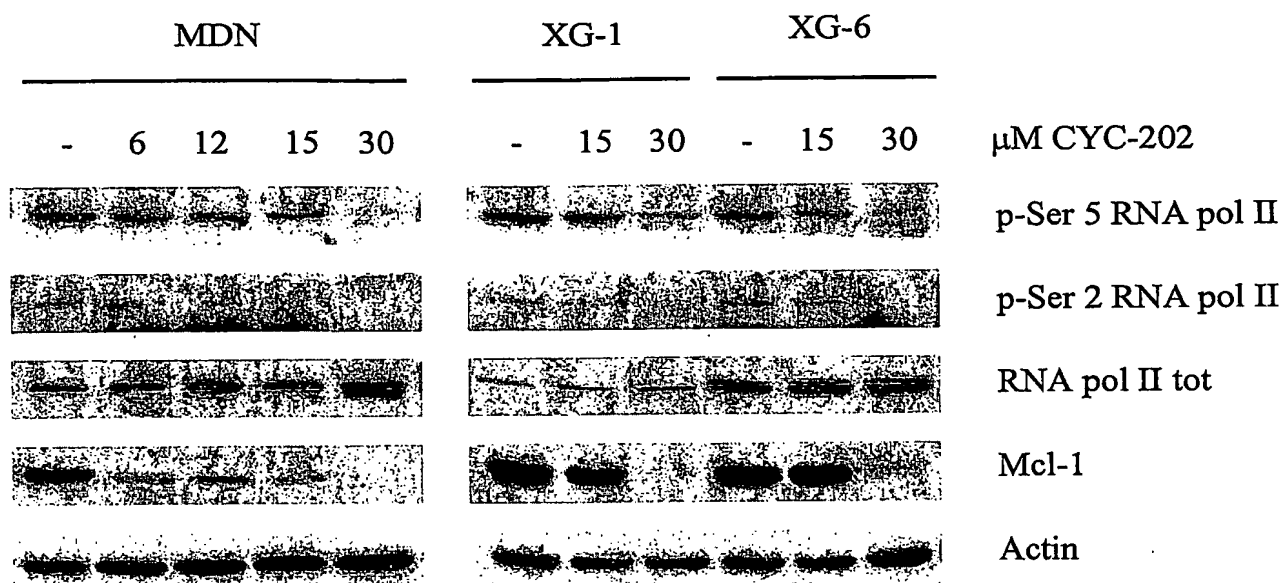 MDN XG-1 XG-6
- 6 12 15 30 - 15 30 - 15 30 μM CYC-202
p-Ser 5 RNA pol II
p-Ser 2 RNA pol II
RNA pol II tot
Mcl-1
Actin